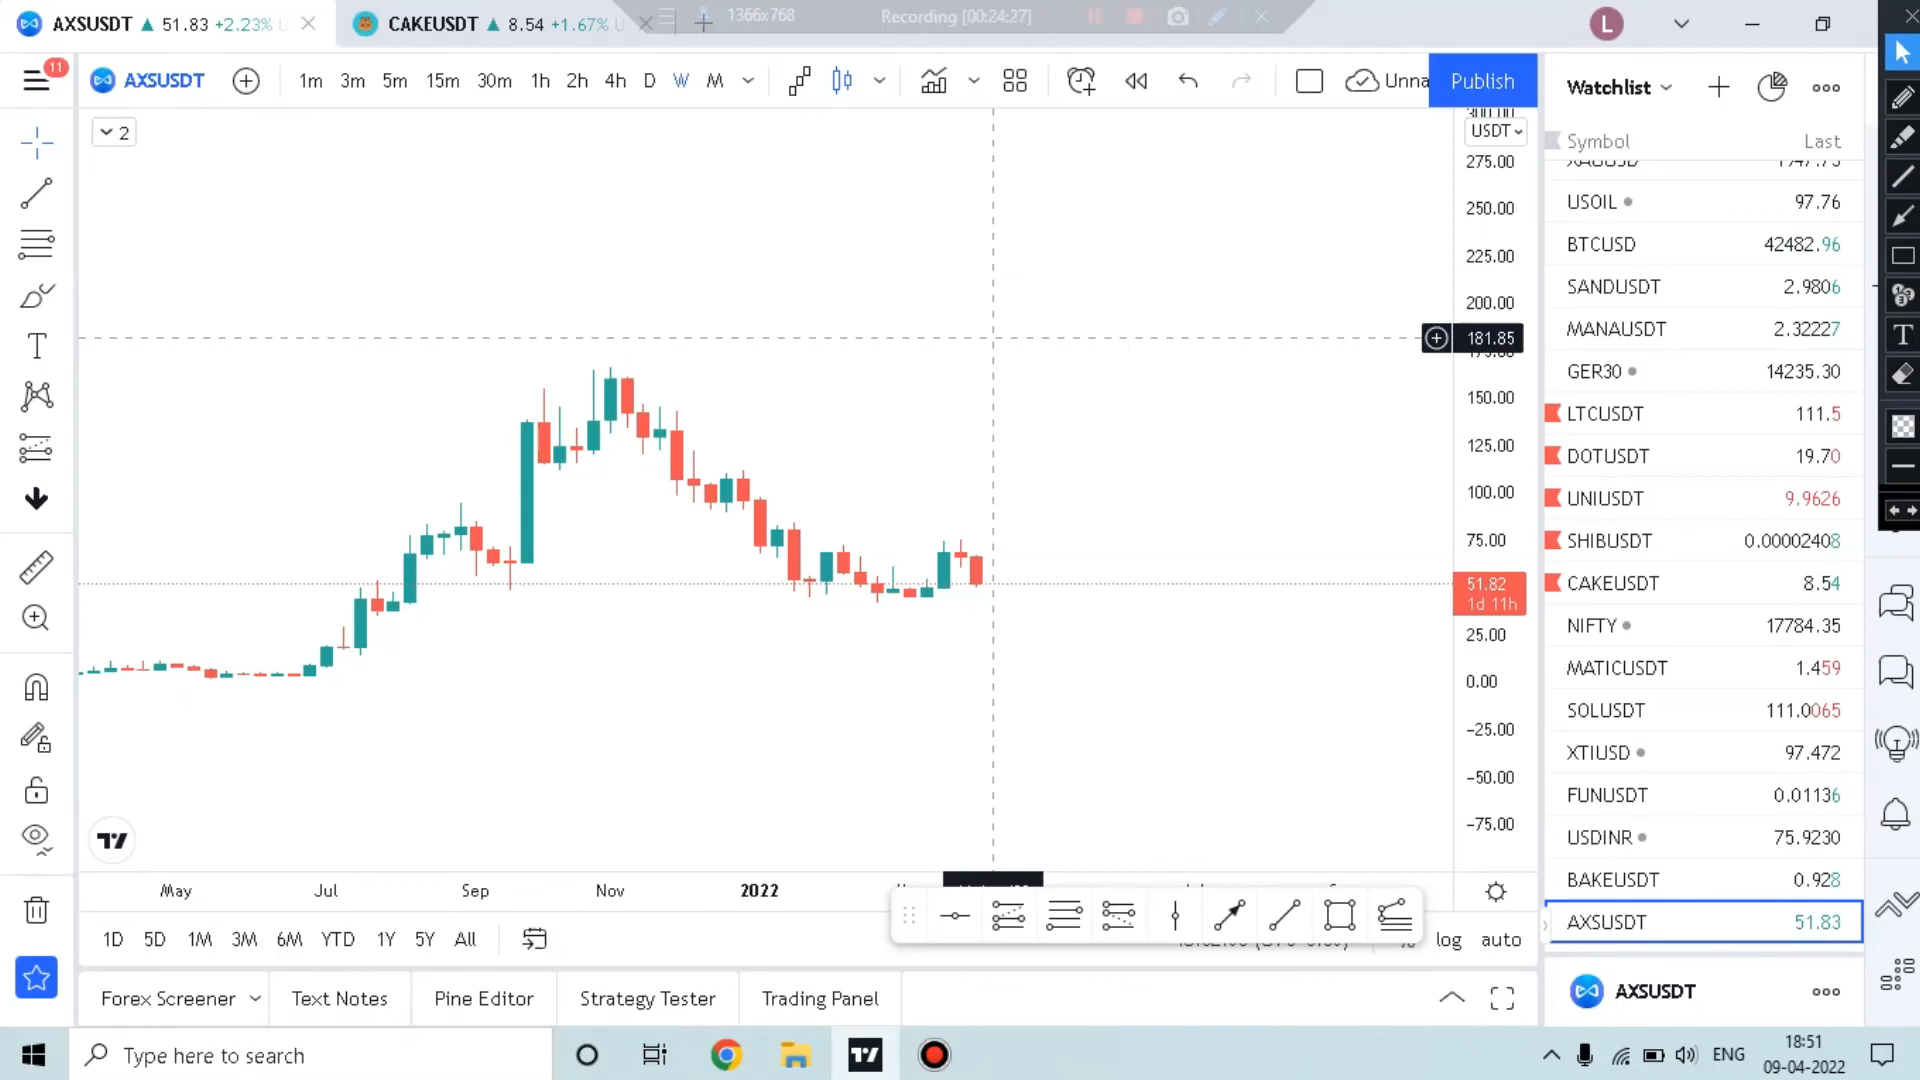 AXSUSDT ▲ 51.83 +2.23% U
CAKEUSDT ▲ 8.54 +1.67% U
1366x768
Recording [00:24:27]
L
11
AXSUSDT
1m 3m 5m 15m 30m 1h 2h 4h D W M
Unna
Publish
Watchlist
2
USDT
Symbol Last
300.00
275.00
250.00
225.00
200.00
181.85
175.00
150.00
125.00
100.00
75.00
51.82
1d 11h
25.00
0.00
−25.00
−50.00
−75.00
XAUUSD 1947.73
USOIL 97.76
BTCUSD 42482.96
SANDUSDT 2.9806
MANAUSDT 2.32227
GER30 14235.30
LTCUSDT 111.5
DOTUSDT 19.70
UNIUSDT 9.9626
SHIBUSDT 0.00002408
CAKEUSDT 8.54
NIFTY 17784.35
MATICUSDT 1.459
SOLUSDT 111.0065
XTIUSD 97.472
FUNUSDT 0.01136
USDINR 75.9230
BAKEUSDT 0.928
AXSUSDT 51.83
May Jul Sep Nov 2022
1D 5D 1M 3M 6M YTD 1Y 5Y All
log auto
Forex Screener Text Notes Pine Editor Strategy Tester Trading Panel
AXSUSDT
Type here to search
ENG
18:51
09-04-2022